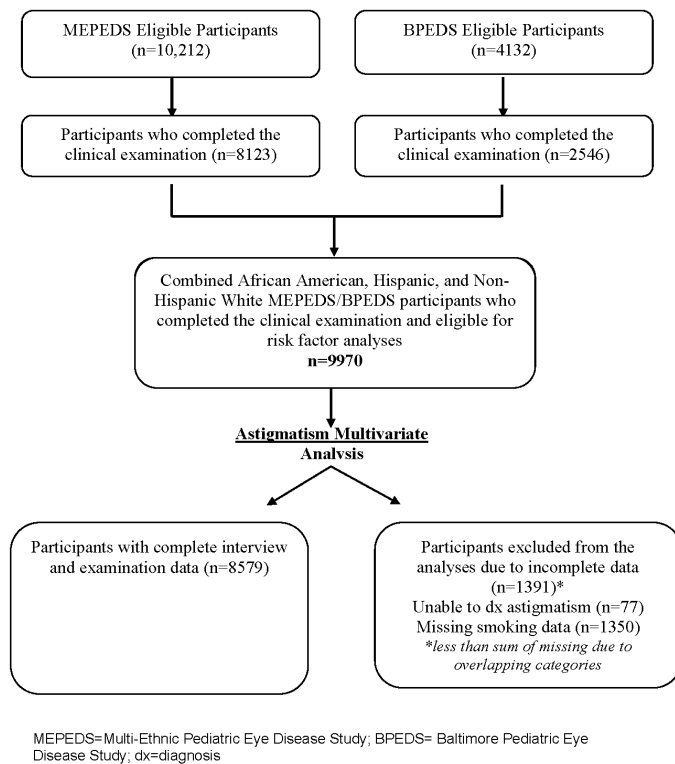 MEPEDS Eligible Participants
(n=10,212)
BPEDS Eligible Participants
(n=4132)
Participants who completed the
clinical examination (n=8123)
Participants who completed the
clinical examination (n=2546)
Combined African American, Hispanic, and Non-
Hispanic White MEPEDS/BPEDS participants who
completed the clinical examination and eligible for
risk factor analyses
n=9970
Astigmatism Multivariate
Analysis
Participants with complete interview
and examination data (n=8579)
Participants excluded from the
analyses due to incomplete data
(n=1391)*
Unable to dx astigmatism (n=77)
Missing smoking data (n=1350)
*less than sum of missing due to
overlapping categories
MEPEDS=Multi-Ethnic Pediatric Eye Disease Study; BPEDS= Baltimore Pediatric Eye
Disease Study; dx=diagnosis